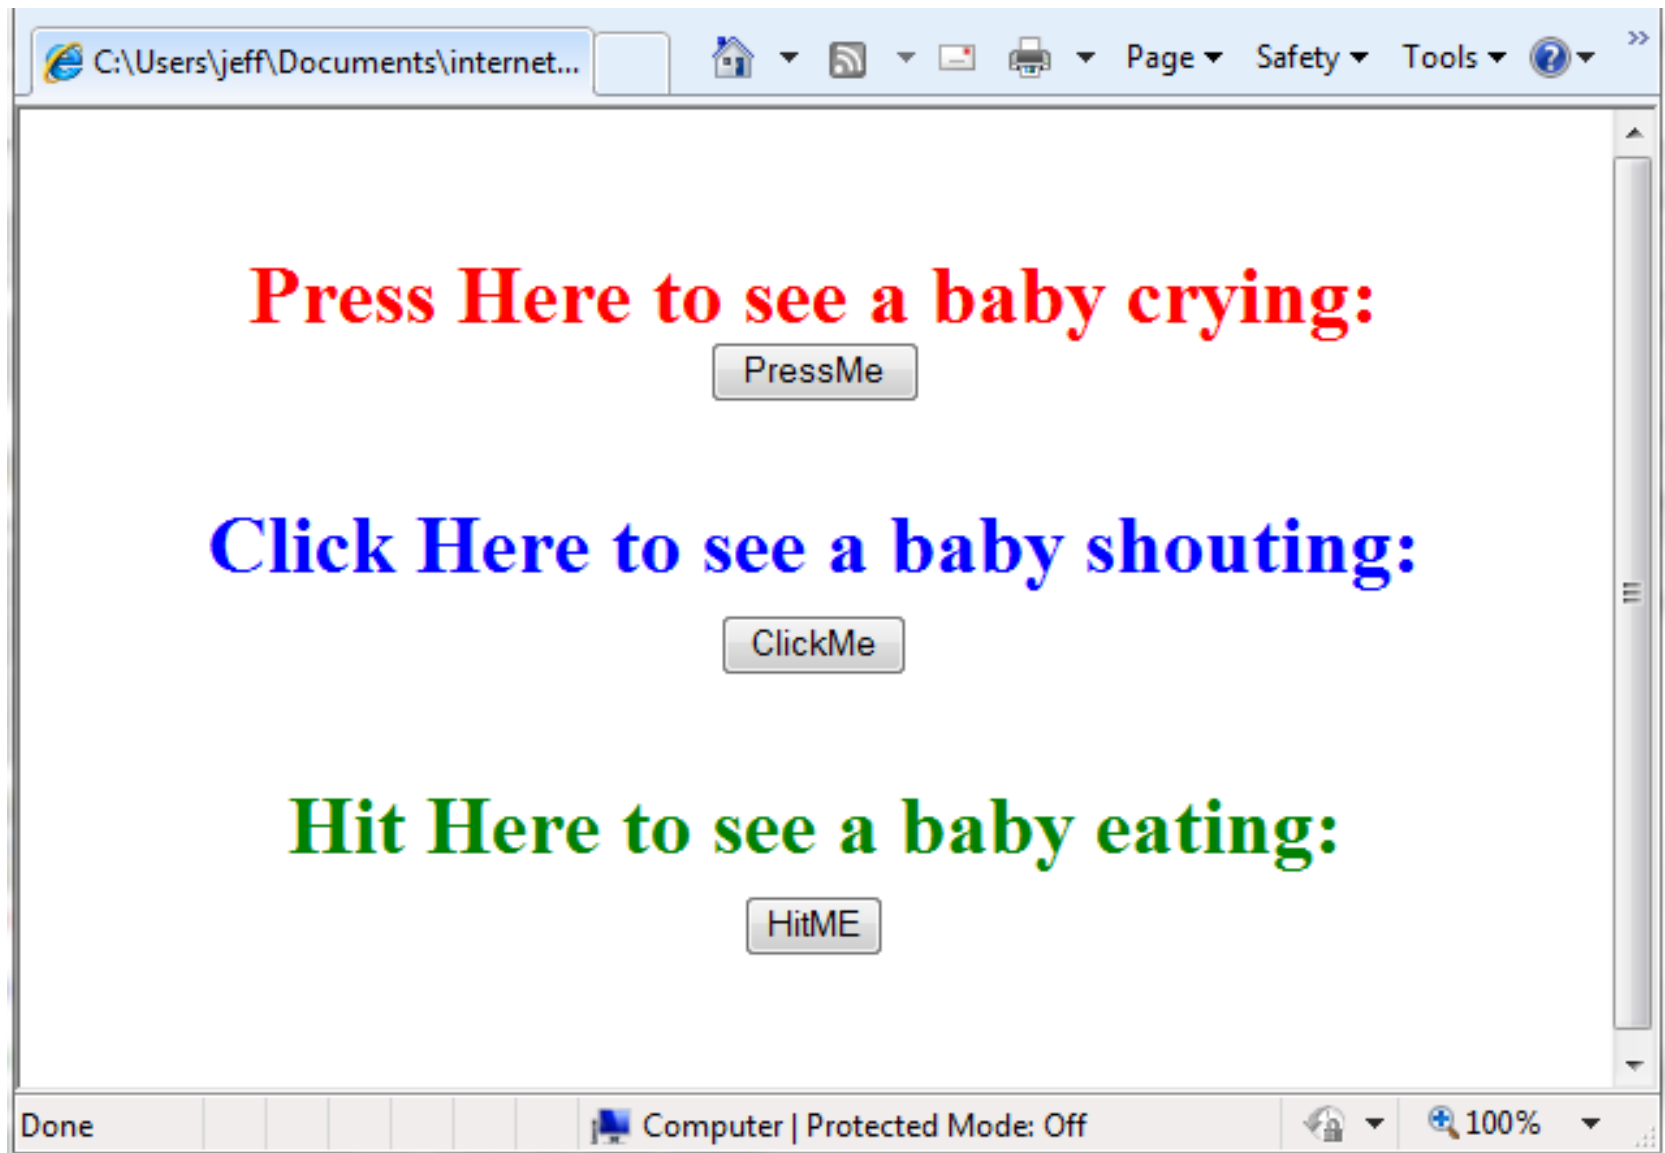 C:\Users\jeff\Documents\internet... Page Safety Tools
Press Here to see a baby crying:
PressMe
Click Here to see a baby shouting:
ClickMe
Hit Here to see a baby eating:
HitME
Done Computer | Protected Mode: Off 100%